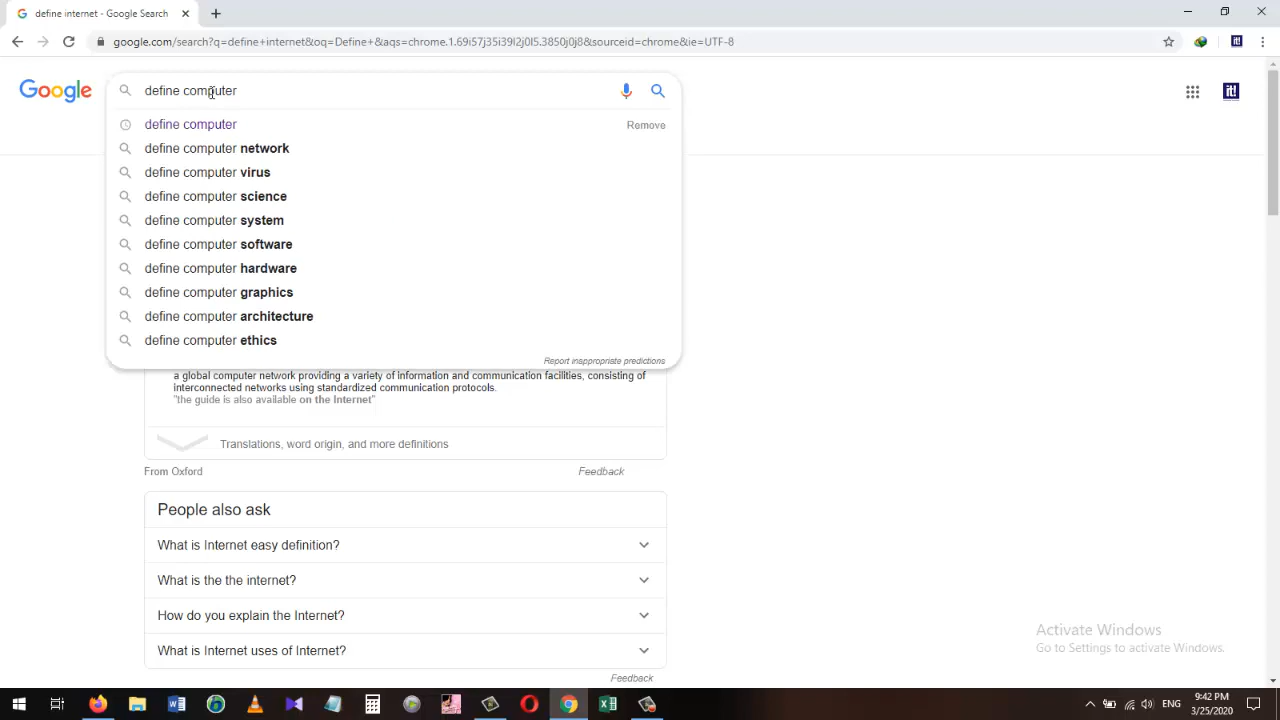 define internet - Google Search
google.com/search?q=define+internet&oq=Define+&aqs=chrome.1.69i57j35i39l2j0l5.3850j0j8&sourceid=chrome&ie=UTF-8
Google
define computer
it!
define computer
Remove
define computer network
define computer virus
define computer science
define computer system
define computer software
define computer hardware
define computer graphics
define computer architecture
define computer ethics
Report inappropriate predictions
a global computer network providing a variety of information and communication facilities, consisting of
interconnected networks using standardized communication protocols.
"the guide is also available on the Internet"
Translations, word origin, and more definitions
From Oxford
Feedback
People also ask
What is Internet easy definition?
What is the the internet?
How do you explain the Internet?
What is Internet uses of Internet?
Feedback
Activate Windows
Go to Settings to activate Windows.
ENG
9:42 PM
3/25/2020